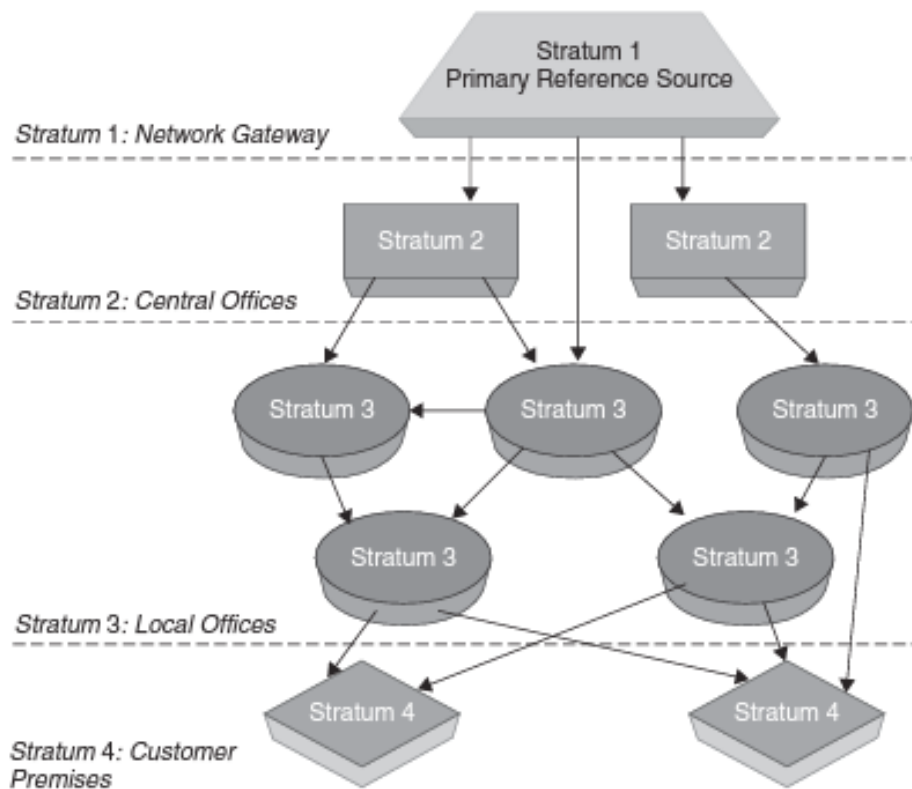 Stratum 1
Primary Reference Source
Stratum 1: Network Gateway
Stratum 2
Stratum 2
Stratum 2: Central Offices
Stratum 3
Stratum 3
Stratum 3
Stratum 3
Stratum 3
Stratum 3: Local Offices
Stratum 4
Stratum 4
Stratum 4: Customer
Premises